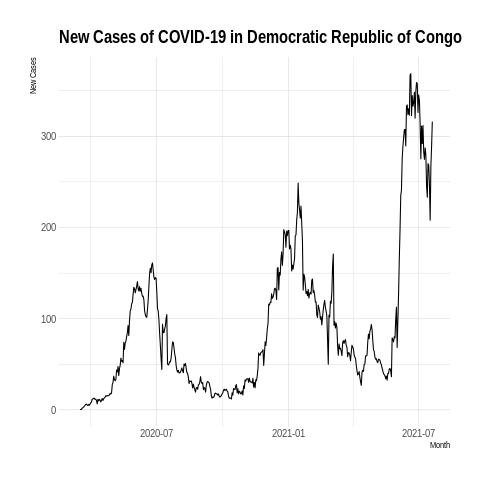 New Cases of COVID-19 in Democratic Republic of Congo
New Cases
300
200
100
0
2020-07 2021-01 2021-07
Month